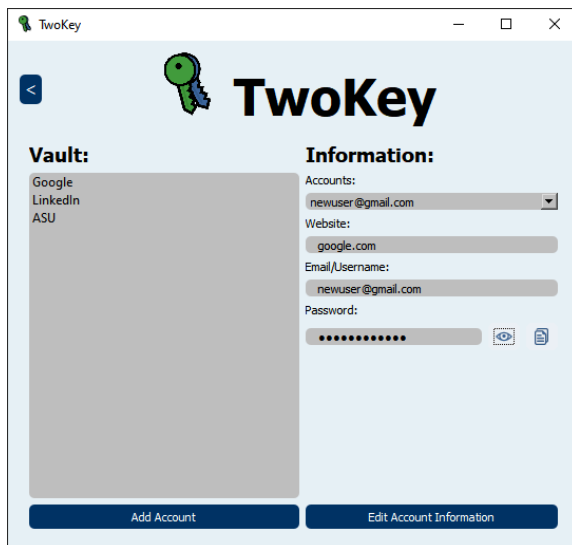 TwoKey
<
TwoKey
Vault:
Google
LinkedIn
ASU
Information:
Accounts:
newuser@gmail.com
Website:
google.com
Email/Username:
newuser@gmail.com
Password:
●●●●●●●●●●●●
Add Account
Edit Account Information